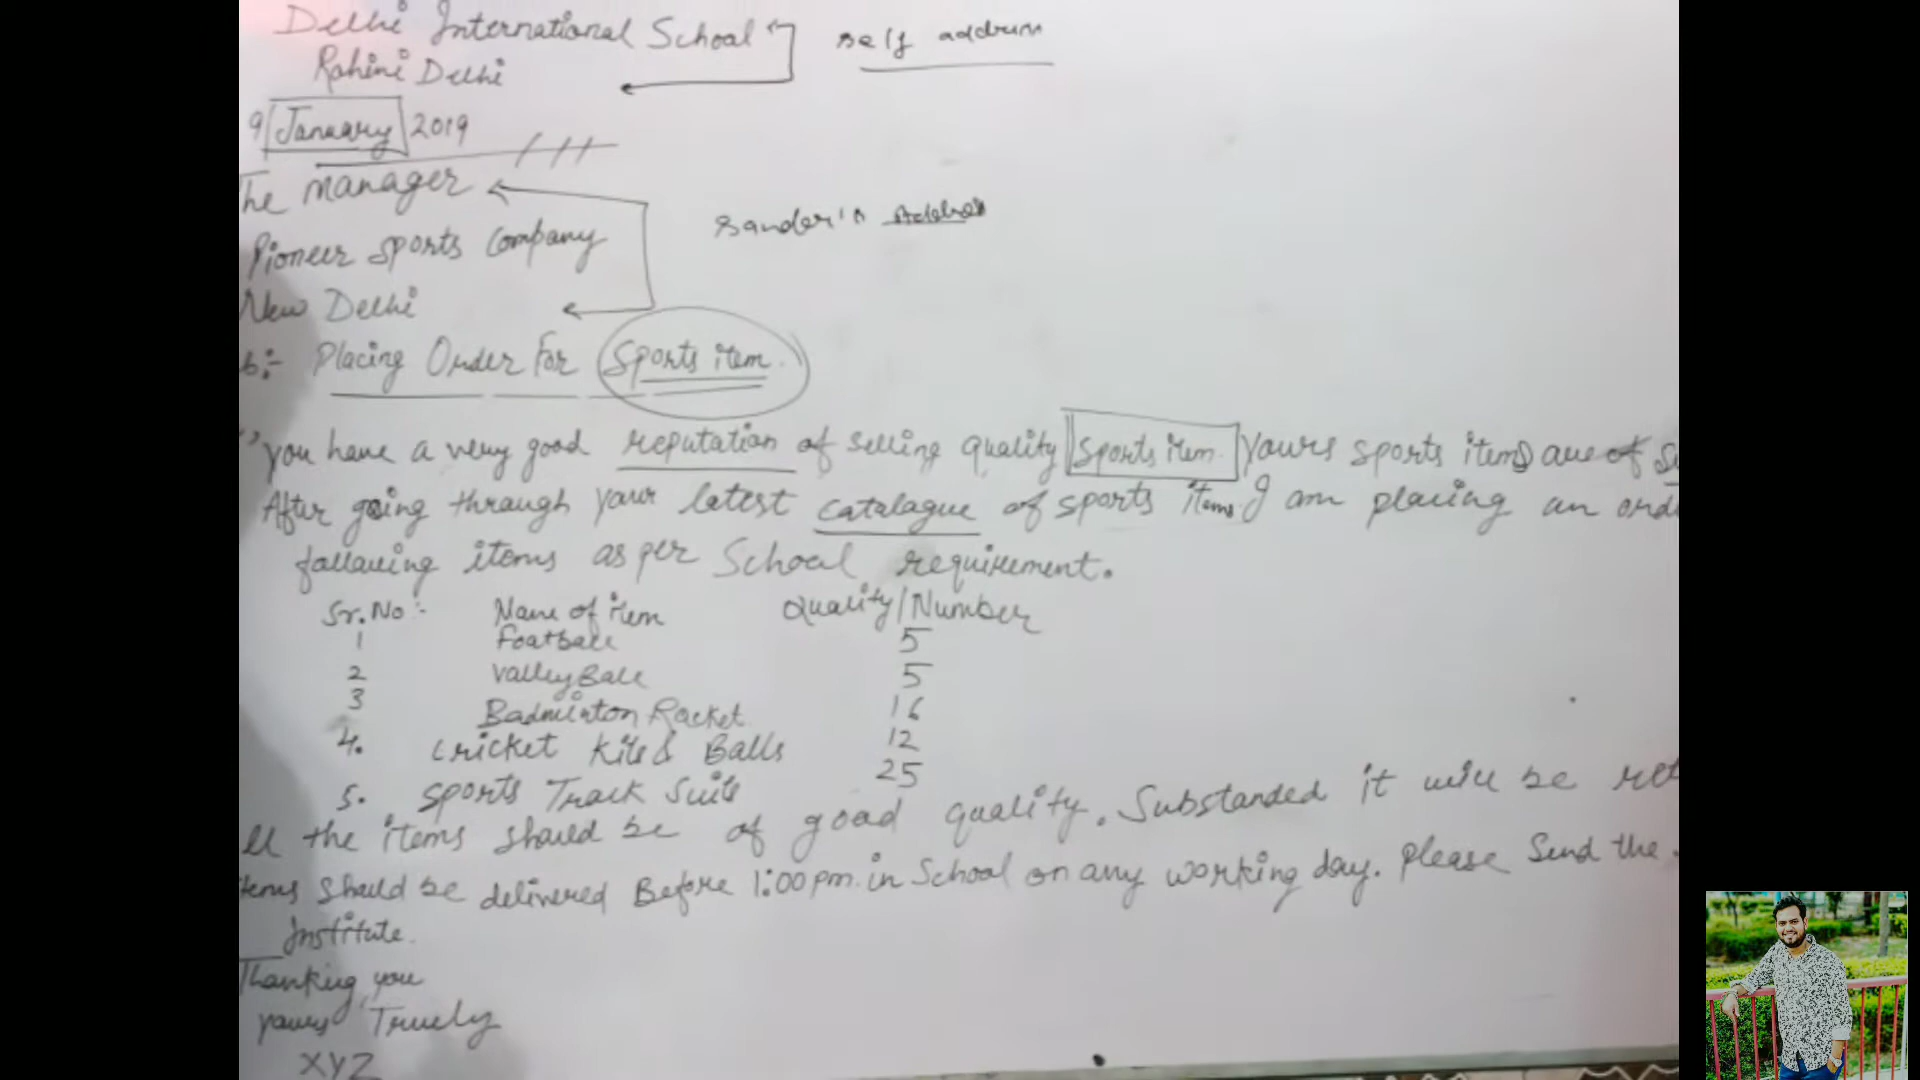 Delhi International School
self address
Rohini Delhi
9 January 2019
The manager
Sander's Address
Pioneer Sports Company
New Delhi
b:- Placing Order For Sports item.
you have a very good reputation of selling quality Sports item. Yours sports items are of
After going through your latest catalague of sports items I am placing an
following items as per School requirement.
Sr. No:- Name of item Quality/Number
1 Football 5
2 Valley Ball 5
3 Badminton Racket 16
4. Cricket Kit & Balls 12
5. Sports Track Suits 25
the items should be of good quality. Substanded it will be
should be delivered Before 1:00 pm. in School on any working day. please Send the
Institute.
Thanking you
yours Truely
XYZ